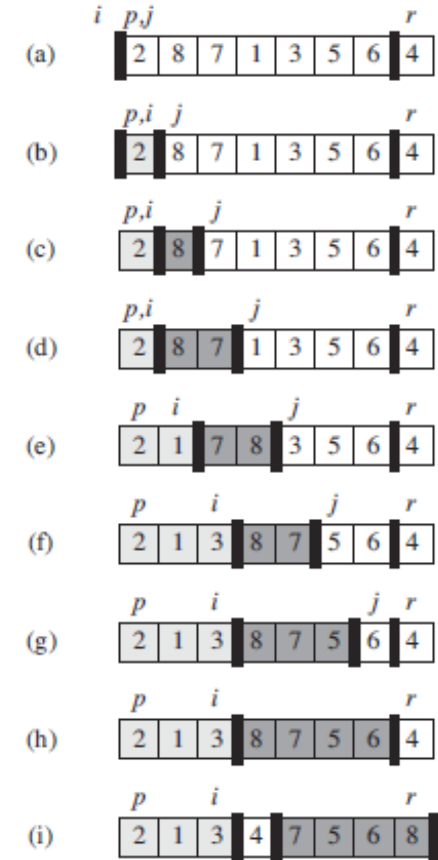 i p,j r
(a) 2 8 7 1 3 5 6 4
p,i j r
(b) 2 8 7 1 3 5 6 4
p,i j r
(c) 2 8 7 1 3 5 6 4
p,i j r
(d) 2 8 7 1 3 5 6 4
p i j r
(e) 2 1 7 8 3 5 6 4
p i j r
(f) 2 1 3 8 7 5 6 4
p i j r
(g) 2 1 3 8 7 5 6 4
p i r
(h) 2 1 3 8 7 5 6 4
p i r
(i) 2 1 3 4 7 5 6 8